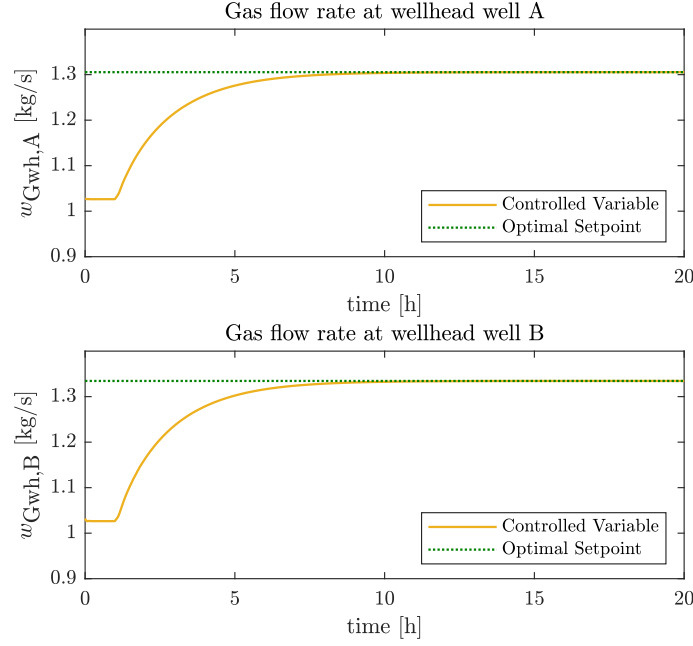 Gas flow rate at wellhead well A
1.3
1.2
1.1
1
0.9
w_Gwh,A [kg/s]
Controlled Variable
Optimal Setpoint
0 5 10 15 20
time [h]
Gas flow rate at wellhead well B
1.3
1.2
1.1
1
0.9
w_Gwh,B [kg/s]
Controlled Variable
Optimal Setpoint
0 5 10 15 20
time [h]